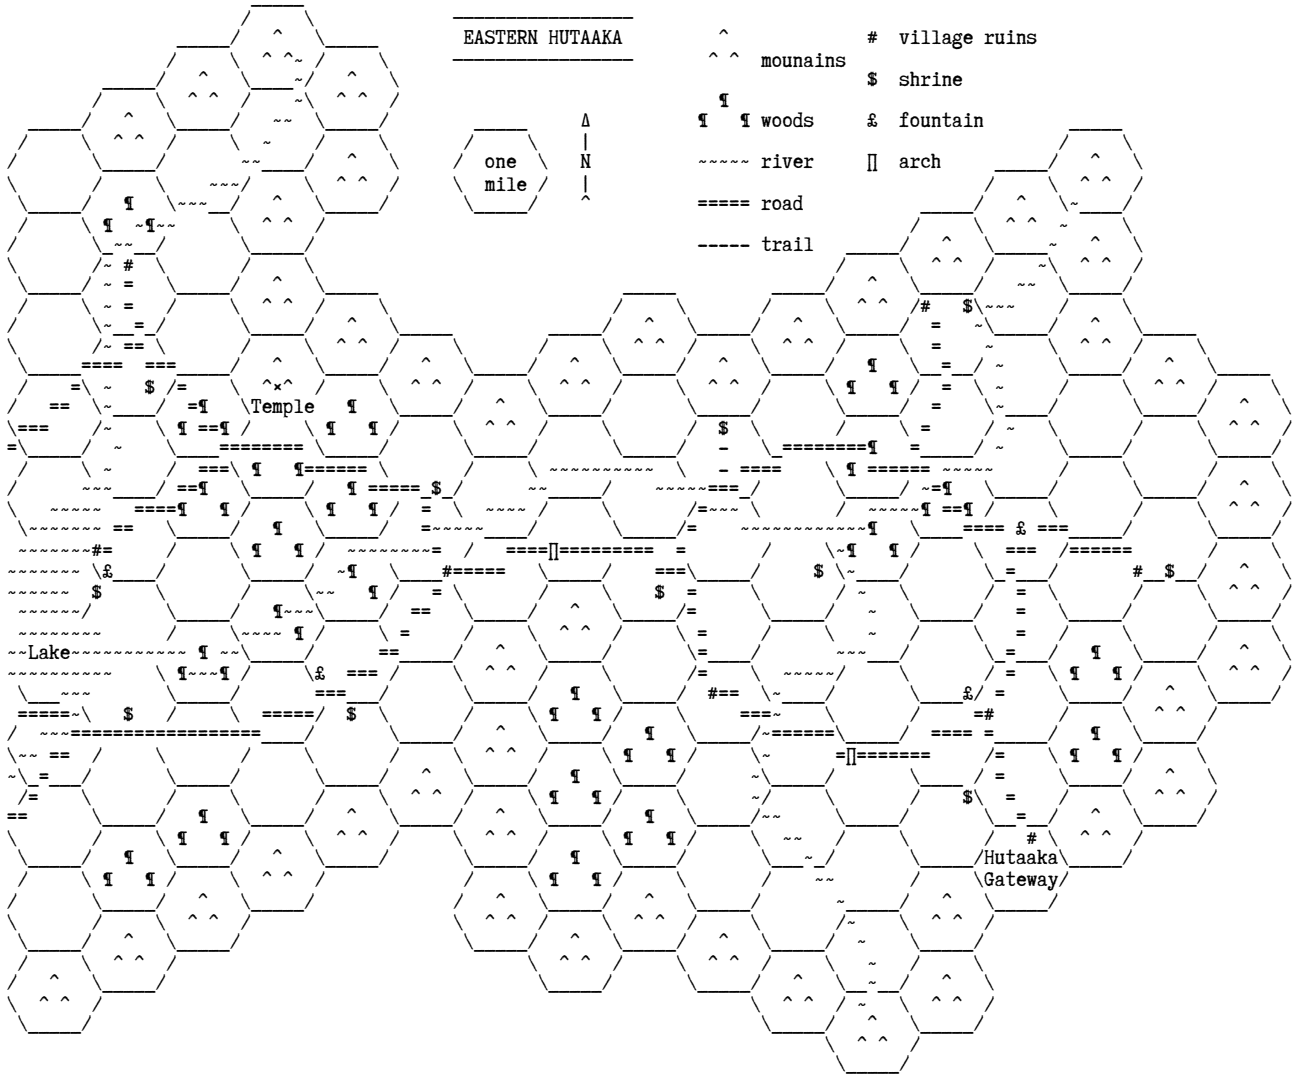 EASTERN HUTAAKA
# village ruins
mounains
$ shrine
woods
£ fountain
one
mile
N
~~~~~ river
∏ arch
===== road
----- trail
Temple
Lake
Hutaaka
Gateway